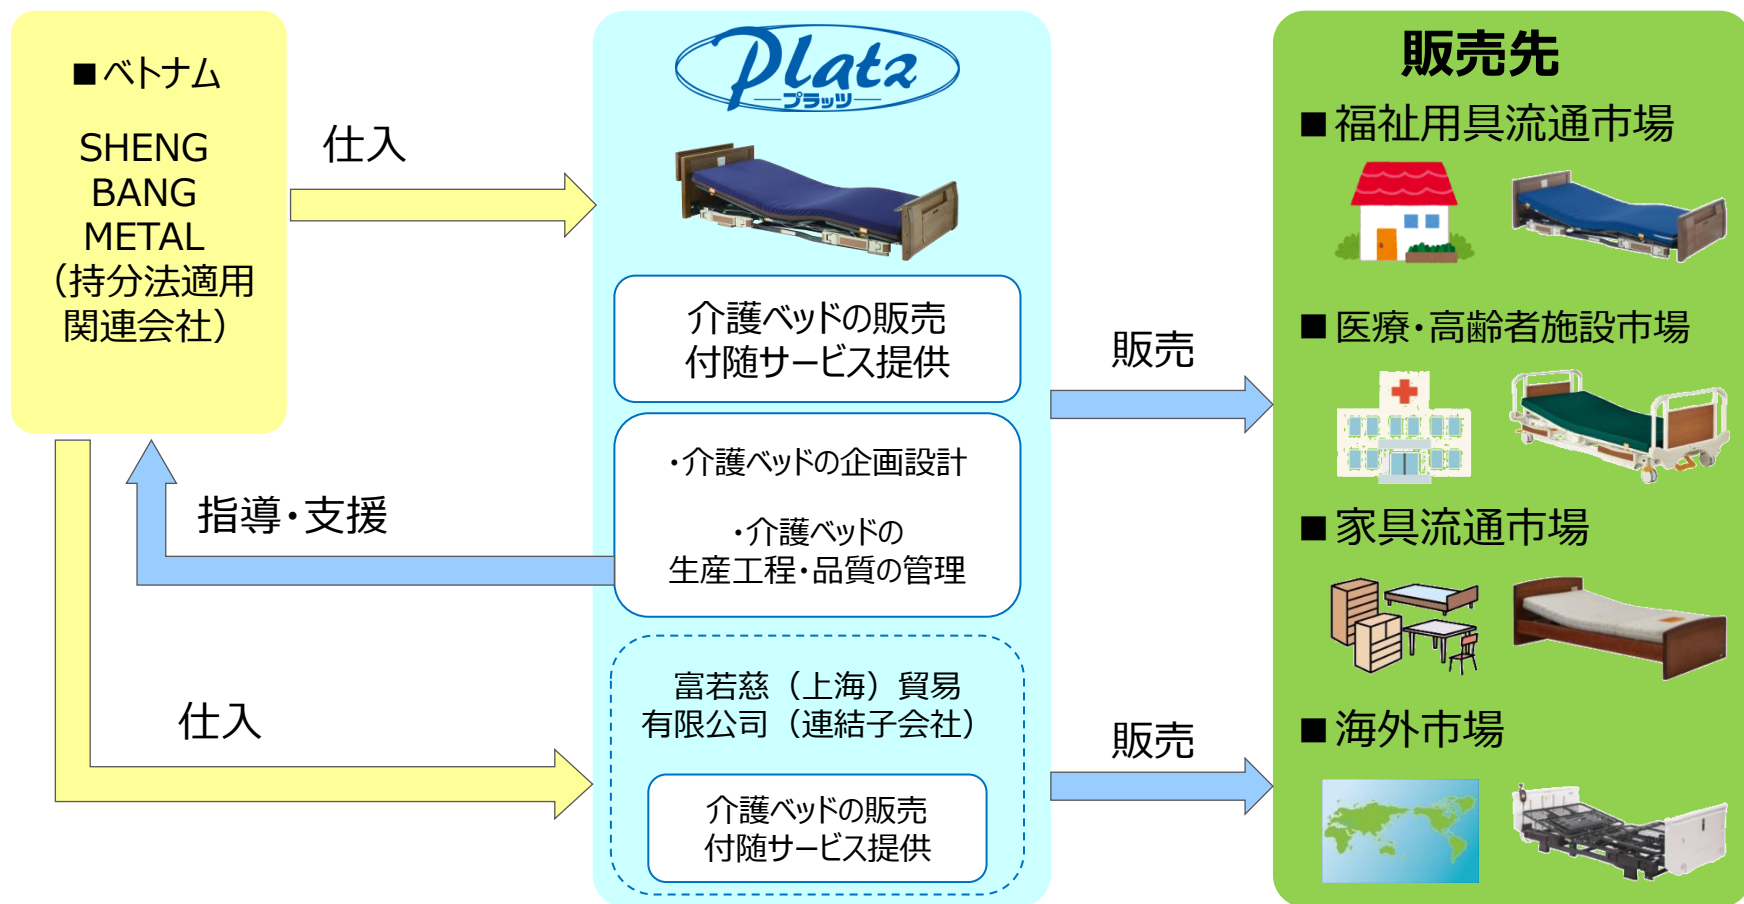 ■ベトナム
SHENG
BANG
METAL
（持分法適用
関連会社）
仕入
指導・支援
仕入
Platz
プラッツ
介護ベッドの販売
付随サービス提供
・介護ベッドの企画設計
・介護ベッドの
生産工程・品質の管理
富若慈（上海）貿易
有限公司（連結子会社）
介護ベッドの販売
付随サービス提供
販売
販売
販売先
■福祉用具流通市場
■医療・高齢者施設市場
■家具流通市場
■海外市場